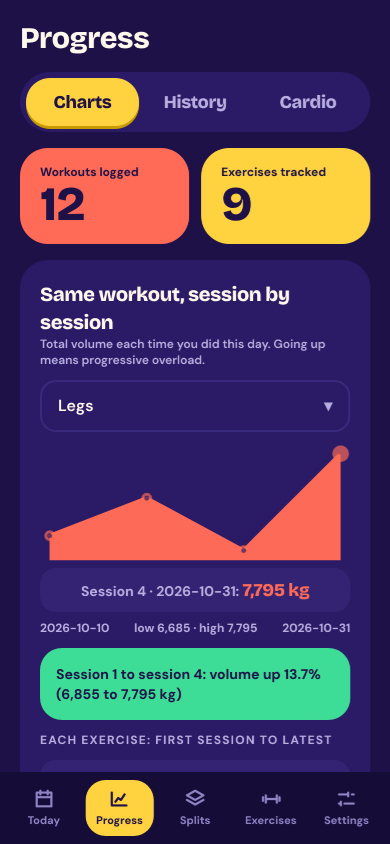 Progress
Charts History Cardio
Workouts logged Exercises tracked
12 9
Same workout, session by
session
Total volume each time you did this day. Going up
means progressive overload.
Legs ▾
Session 4 · 2026-10-31: 7,795 kg
2026-10-10 low 6,685 · high 7,795 2026-10-31
Session 1 to session 4: volume up 13.7%
(6,855 to 7,795 kg)
EACH EXERCISE: FIRST SESSION TO LATEST
Today Progress Splits Exercises Settings